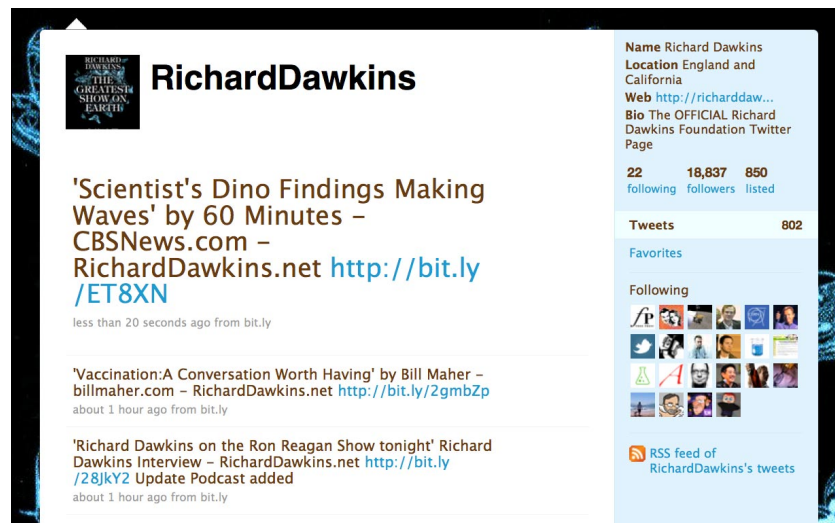 RICHARD
DAWKINS
THE
GREATEST
SHOW ON
EARTH
RichardDawkins
'Scientist's Dino Findings Making
Waves' by 60 Minutes –
CBSNews.com –
RichardDawkins.net http://bit.ly
/ET8XN
less than 20 seconds ago from bit.ly
'Vaccination:A Conversation Worth Having' by Bill Maher –
billmaher.com – RichardDawkins.net http://bit.ly/2gmbZp
about 1 hour ago from bit.ly
'Richard Dawkins on the Ron Reagan Show tonight' Richard
Dawkins Interview – RichardDawkins.net http://bit.ly
/28JkY2 Update Podcast added
about 1 hour ago from bit.ly
Name Richard Dawkins
Location England and
California
Web http://richarddaw...
Bio The OFFICIAL Richard
Dawkins Foundation Twitter
Page
22 18,837 850
following followers listed
Tweets 802
Favorites
Following
fP
A
RSS feed of
RichardDawkins's tweets